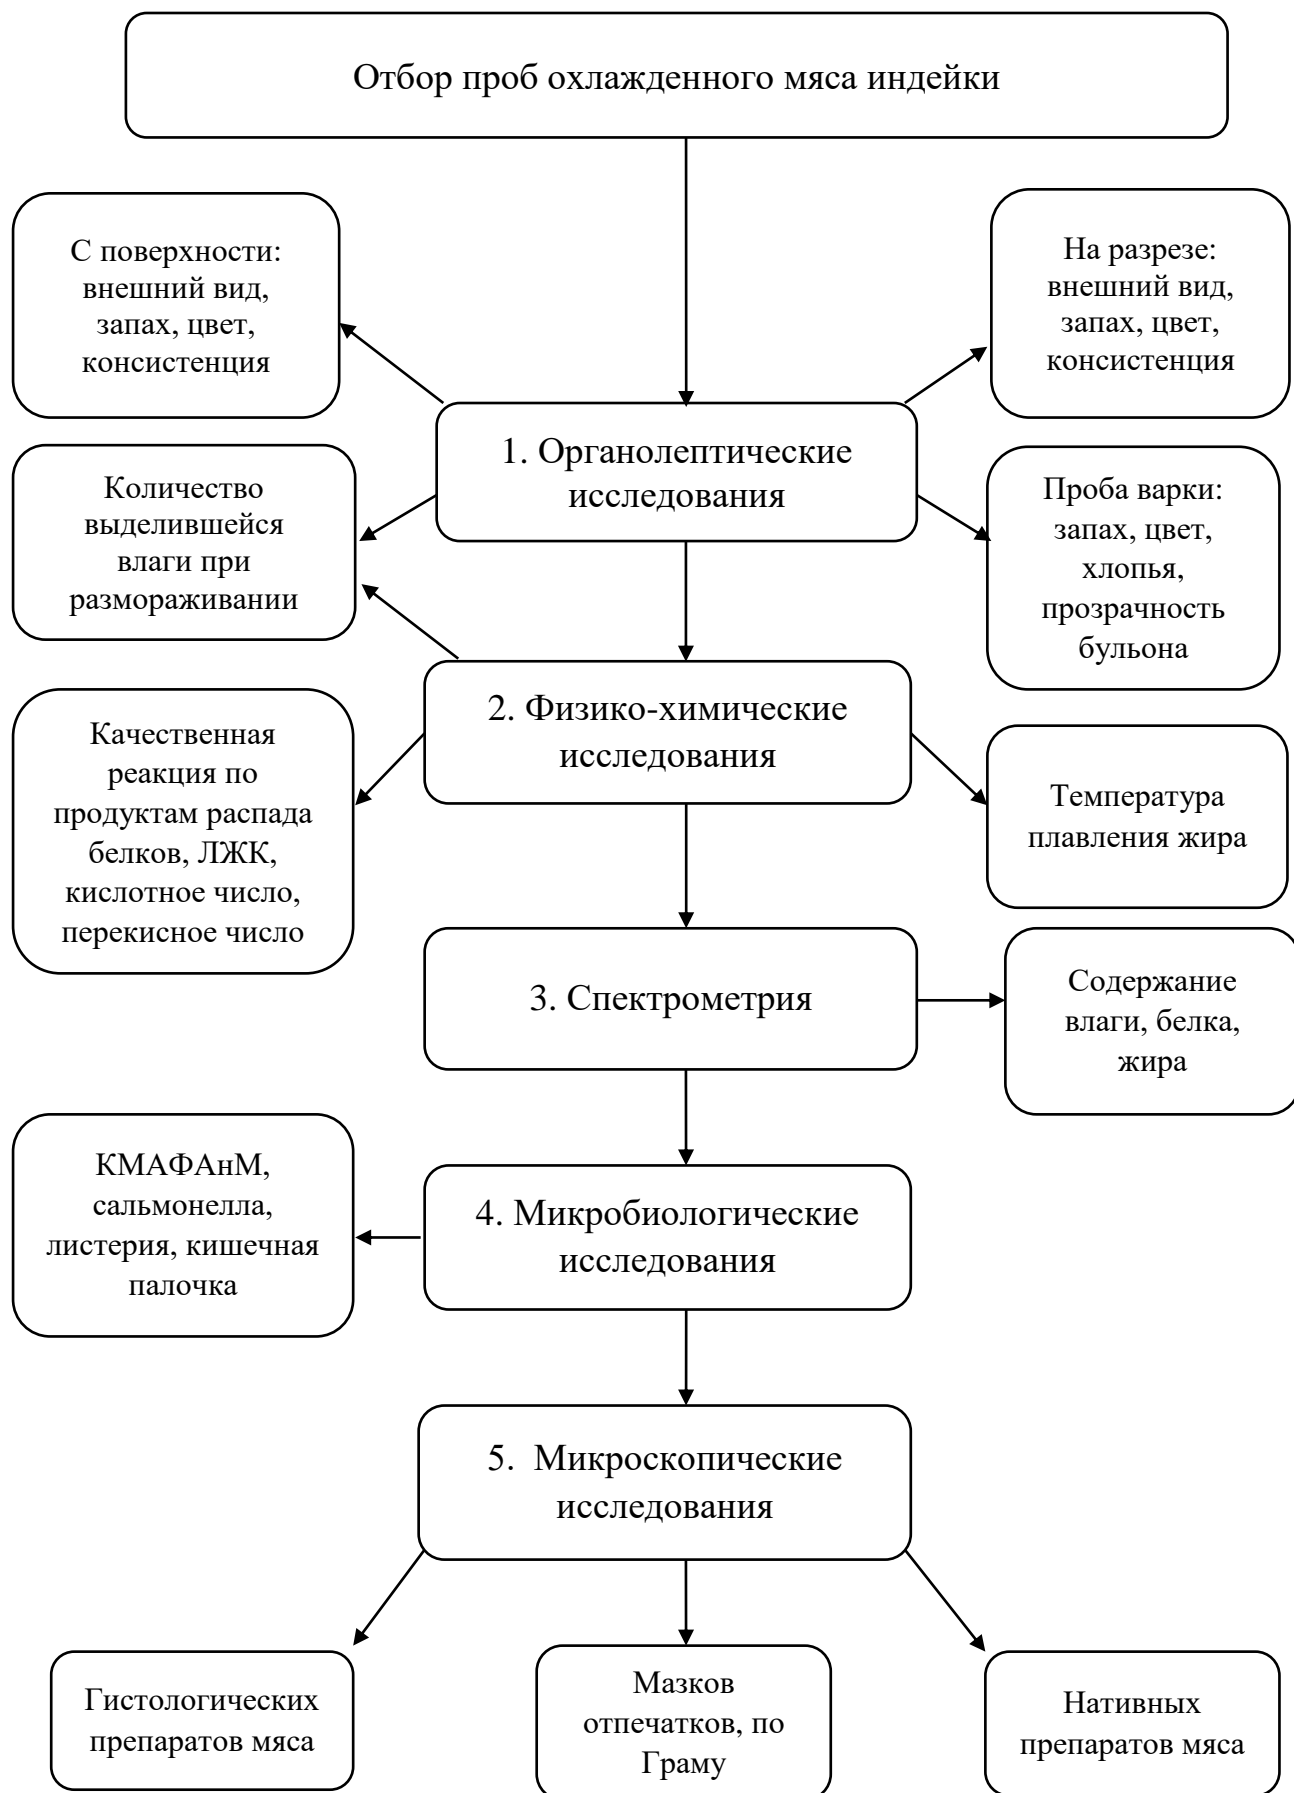 Отбор проб охлажденного мяса индейки
С поверхности:
внешний вид,
запах, цвет,
консистенция
На разрезе:
внешний вид,
запах, цвет,
консистенция
1. Органолептические
исследования
Количество
выделившейся
влаги при
размораживании
Проба варки:
запах, цвет,
хлопья,
прозрачность
бульона
2. Физико-химические
исследования
Качественная
реакция по
продуктам распада
белков, ЛЖК,
кислотное число,
перекисное число
Температура
плавления жира
3. Спектрометрия
Содержание
влаги, белка,
жира
КМАФАнМ,
сальмонелла,
листерия, кишечная
палочка
4. Микробиологические
исследования
5. Микроскопические
исследования
Гистологических
препаратов мяса
Мазков
отпечатков, по
Граму
Нативных
препаратов мяса